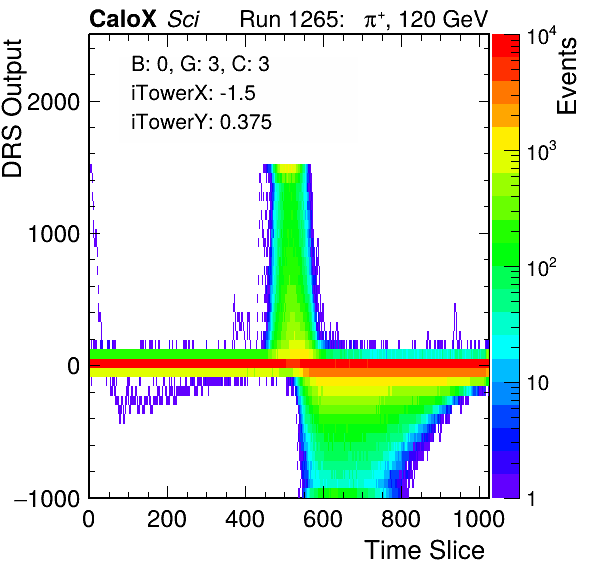 CaloX Sci Run 1265: π⁺, 120 GeV
B: 0, G: 3, C: 3
iTowerX: -1.5
iTowerY: 0.375
DRS Output
2000
1000
0
−1000
0 200 400 600 800 1000
Time Slice
Events
10⁴
10³
10²
10
1